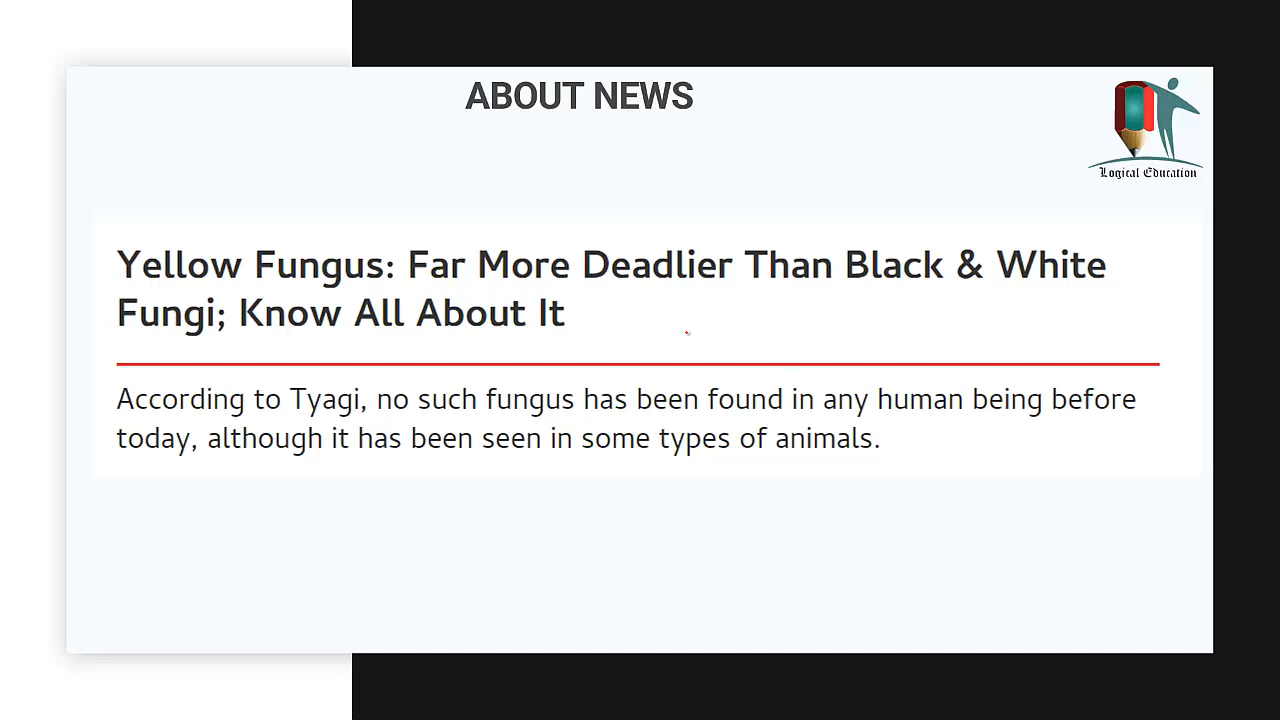 ABOUT NEWS
Logical Education
Yellow Fungus: Far More Deadlier Than Black & White
Fungi; Know All About It
According to Tyagi, no such fungus has been found in any human being before
today, although it has been seen in some types of animals.